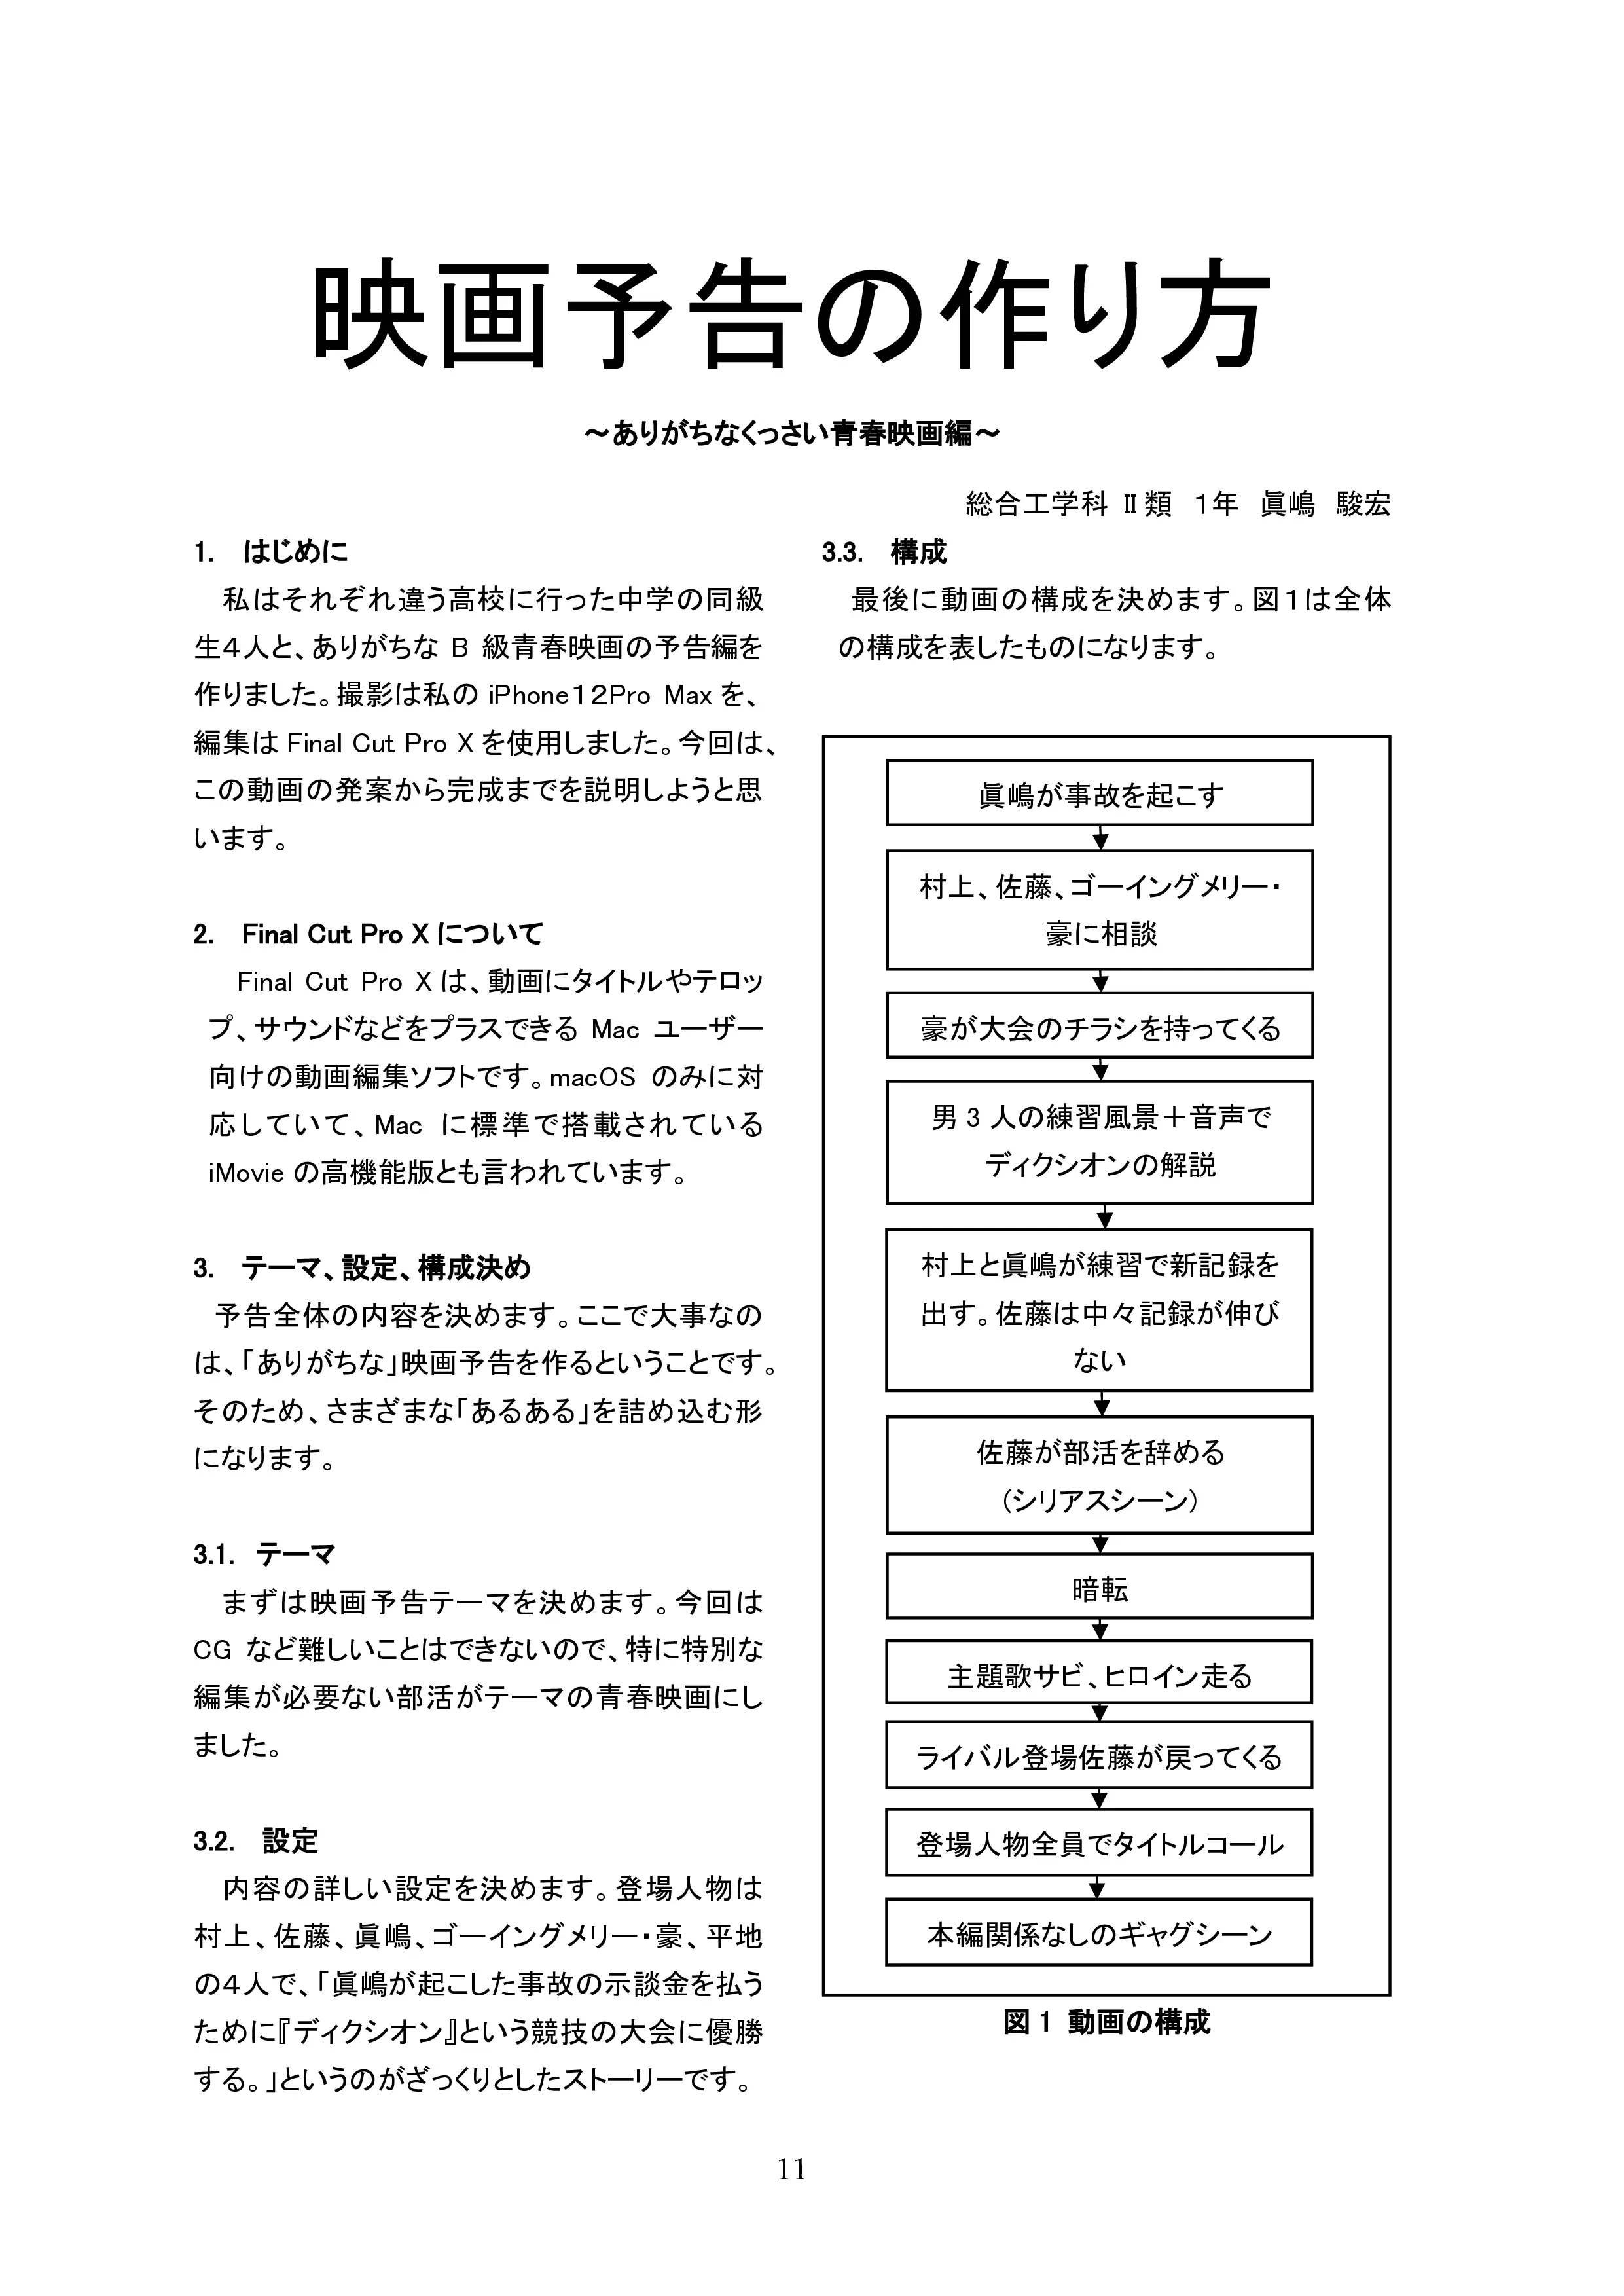 映画予告の作り方
～ありがちなくっさい青春映画編～
総合工学科 Ⅱ類 1年 眞嶋 駿宏
1. はじめに
私はそれぞれ違う高校に行った中学の同級
生4人と、ありがちな B 級青春映画の予告編を
作りました。撮影は私の iPhone12Pro Max を、
編集は Final Cut Pro X を使用しました。今回は、
この動画の発案から完成までを説明しようと思
います。
2. Final Cut Pro X について
Final Cut Pro X は、動画にタイトルやテロッ
プ、サウンドなどをプラスできる Mac ユーザー
向けの動画編集ソフトです。macOS のみに対
応していて、Mac に標準で搭載されている
iMovie の高機能版とも言われています。
3. テーマ、設定、構成決め
予告全体の内容を決めます。ここで大事なの
は、「ありがちな」映画予告を作るということです。
そのため、さまざまな「あるある」を詰め込む形
になります。
3.1. テーマ
まずは映画予告テーマを決めます。今回は
CG など難しいことはできないので、特に特別な
編集が必要ない部活がテーマの青春映画にし
ました。
3.2. 設定
内容の詳しい設定を決めます。登場人物は
村上、佐藤、眞嶋、ゴーイングメリー・豪、平地
の4人で、「眞嶋が起こした事故の示談金を払う
ために『ディクシオン』という競技の大会に優勝
する。」というのがざっくりとしたストーリーです。
3.3. 構成
最後に動画の構成を決めます。図1は全体
の構成を表したものになります。
眞嶋が事故を起こす
村上、佐藤、ゴーイングメリー・
豪に相談
豪が大会のチラシを持ってくる
男 3 人の練習風景＋音声で
ディクシオンの解説
村上と眞嶋が練習で新記録を
出す。佐藤は中々記録が伸び
ない
佐藤が部活を辞める
（シリアスシーン）
暗転
主題歌サビ、ヒロイン走る
ライバル登場佐藤が戻ってくる
登場人物全員でタイトルコール
本編関係なしのギャグシーン
図 1 動画の構成
11